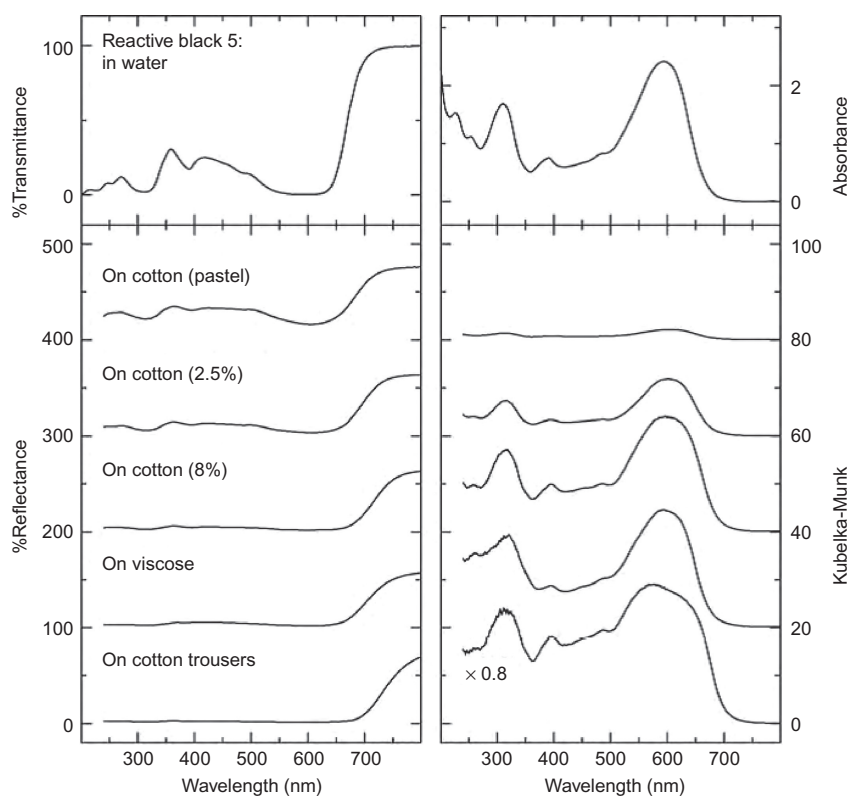 Reactive black 5:
in water
%Transmittance
100
0
Absorbance
2
0
%Reflectance
500
400
300
200
100
0
On cotton (pastel)
On cotton (2.5%)
On cotton (8%)
On viscose
On cotton trousers
× 0.8
Kubelka-Munk
100
80
60
40
20
0
300 400 500 600 700
Wavelength (nm)
300 400 500 600 700
Wavelength (nm)